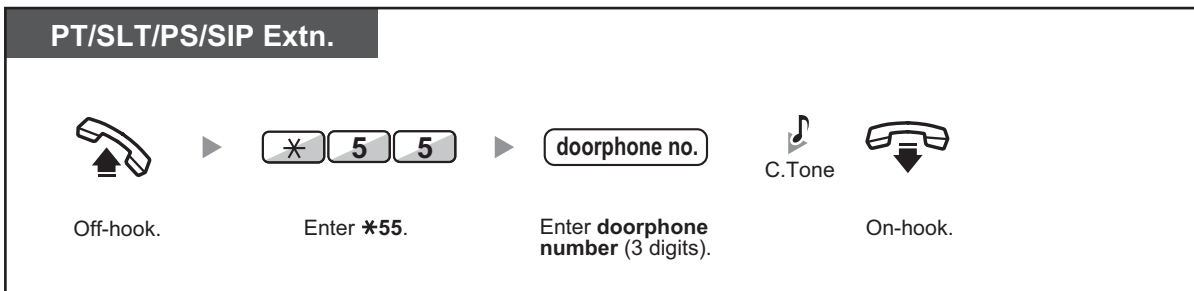 PT/SLT/PS/SIP Extn.
5 5
doorphone no.
C.Tone
Off-hook.
Enter *55.
Enter doorphone
number (3 digits).
On-hook.